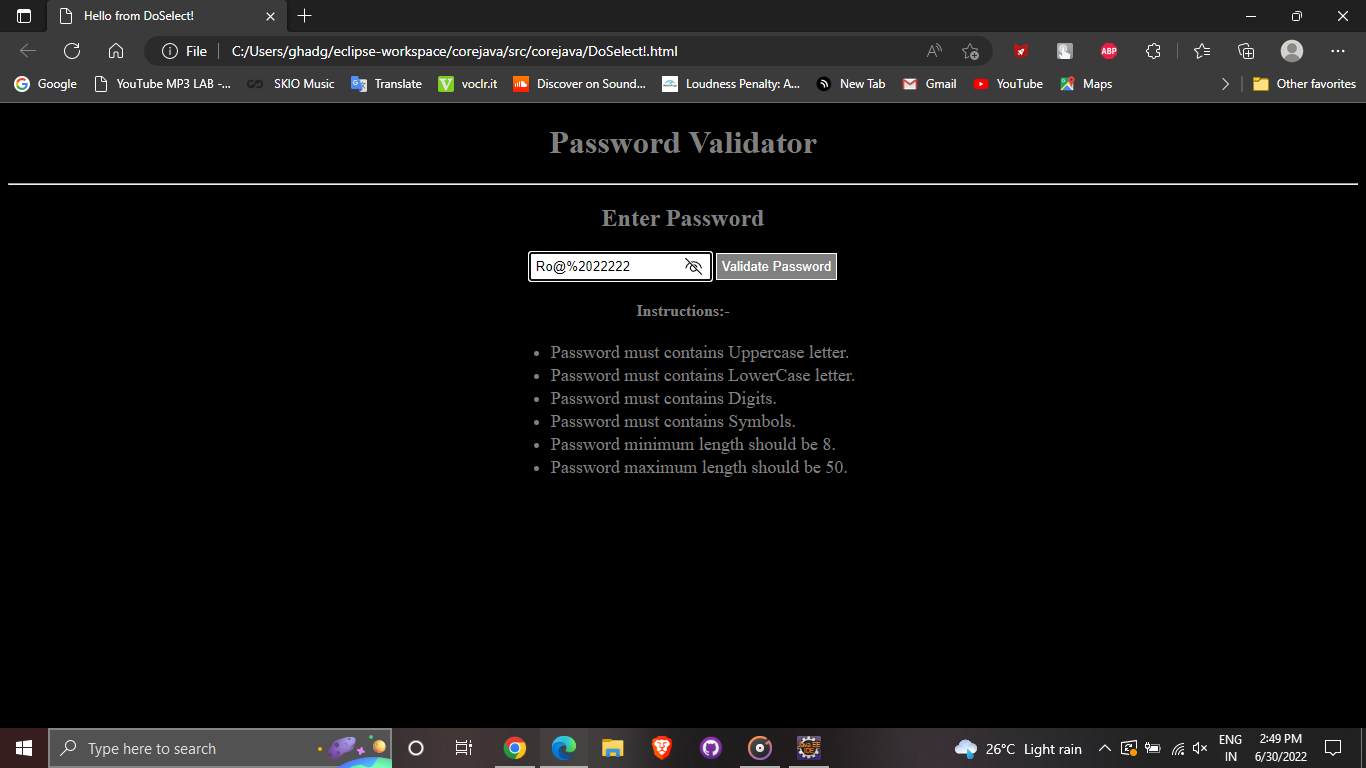 Hello from DoSelect!
File C:/Users/ghadg/eclipse-workspace/corejava/src/corejava/DoSelect!.html
ABP
Google YouTube MP3 LAB -... SKIO Music Translate voclr.it Discover on Sound... Loudness Penalty: A... New Tab Gmail YouTube Maps Other favorites
Password Validator
Enter Password
Ro@%2022222 Validate Password
Instructions:-
• Password must contains Uppercase letter.
• Password must contains LowerCase letter.
• Password must contains Digits.
• Password must contains Symbols.
• Password minimum length should be 8.
• Password maximum length should be 50.
Type here to search
Java EE
IDE
26°C Light rain
ENG
IN
2:49 PM
6/30/2022